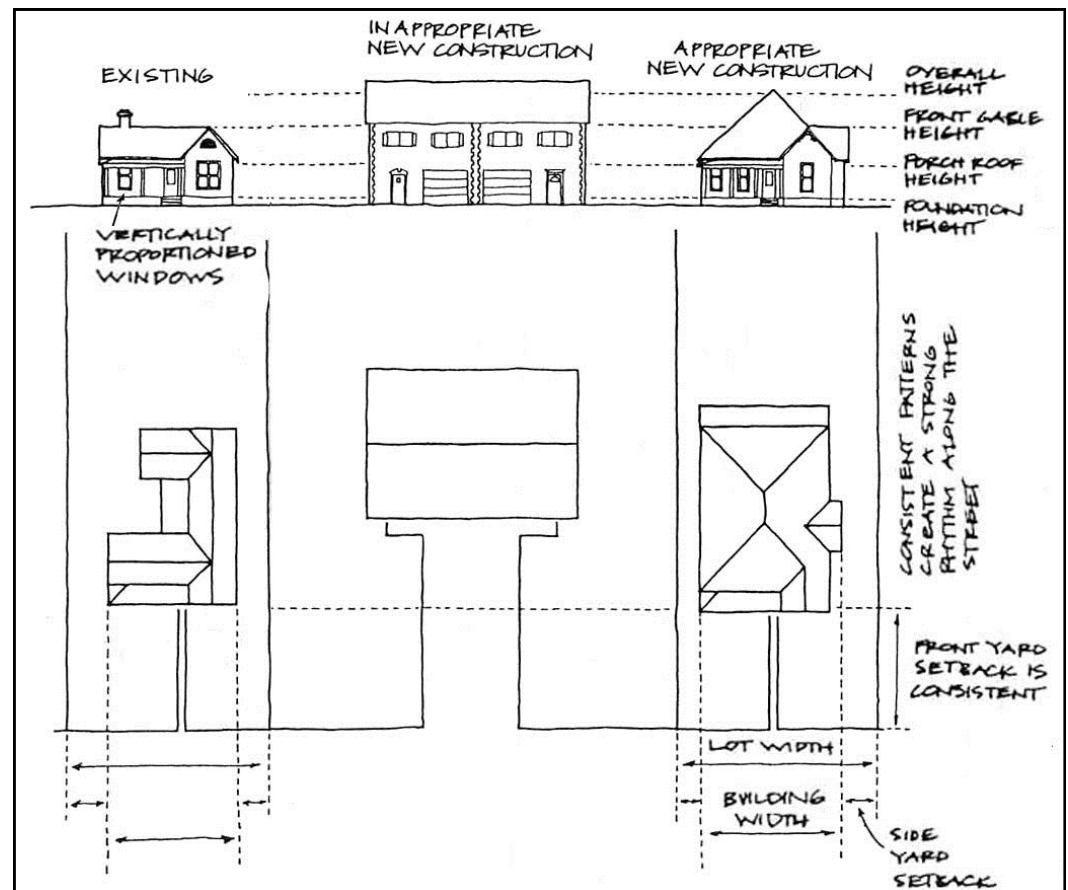 EXISTING
INAPPROPRIATE
NEW CONSTRUCTION
APPROPRIATE
NEW CONSTRUCTION
OVERALL
HEIGHT
FRONT GABLE
HEIGHT
PORCH ROOF
HEIGHT
FOUNDATION
HEIGHT
VERTICALLY
PROPORTIONED
WINDOWS
CONSISTENT PATTERNS
CREATE A STRONG
RHYTHM ALONG THE
STREET
FRONT YARD
SETBACK IS
CONSISTENT
LOT WIDTH
BUILDING
WIDTH
SIDE
YARD
SETBACK